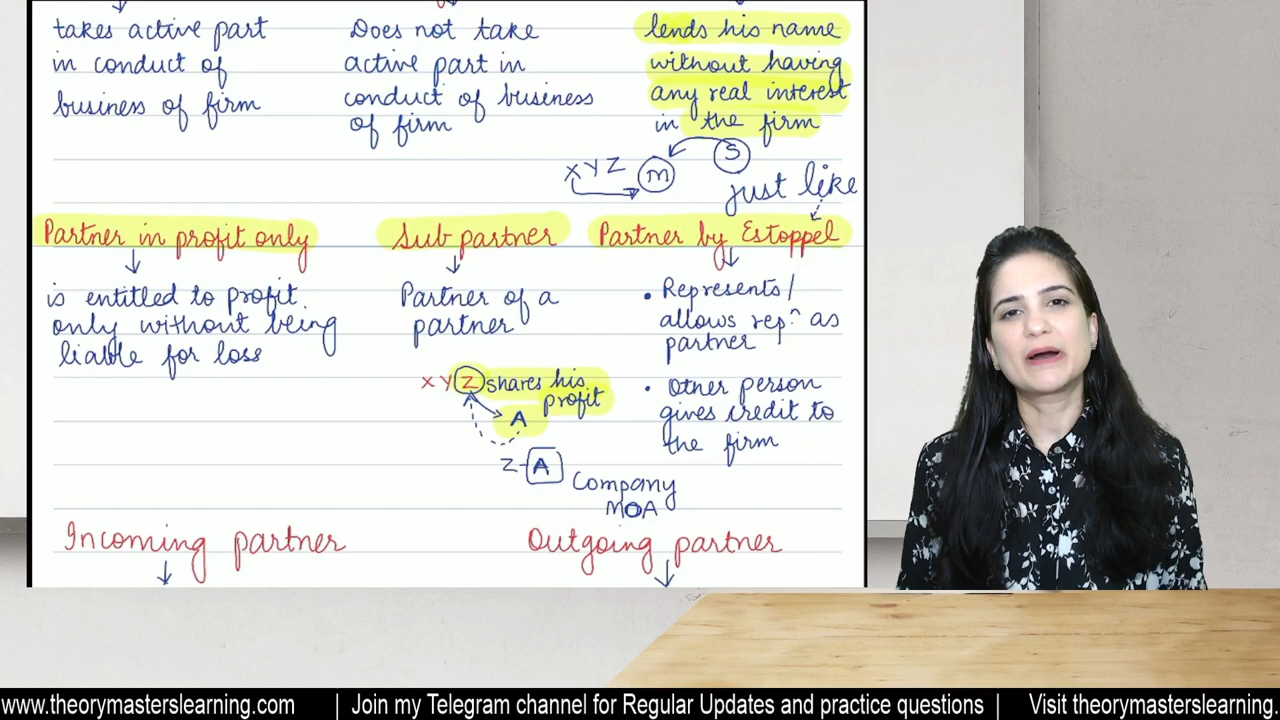 takes active part
in conduct of
business of firm
Does not take
active part in
conduct of business
of firm
lends his name
without having
any real interest
in the firm
X Y Z
m
S
just like
Partner in profit only
is entitled to profit
only without being
liable for loss
Sub partner
Partner of a
partner
X Y Z shares his
profit
A
Z - A
Company
MOA
Partner by Estoppel
• Represents/
allows repⁿ as
partner
• Other person
gives credit to
the firm
Incoming partner
Outgoing partner
www.theorymasterslearning.com | Join my Telegram channel for Regular Updates and practice questions | Visit theorymasterslearning.